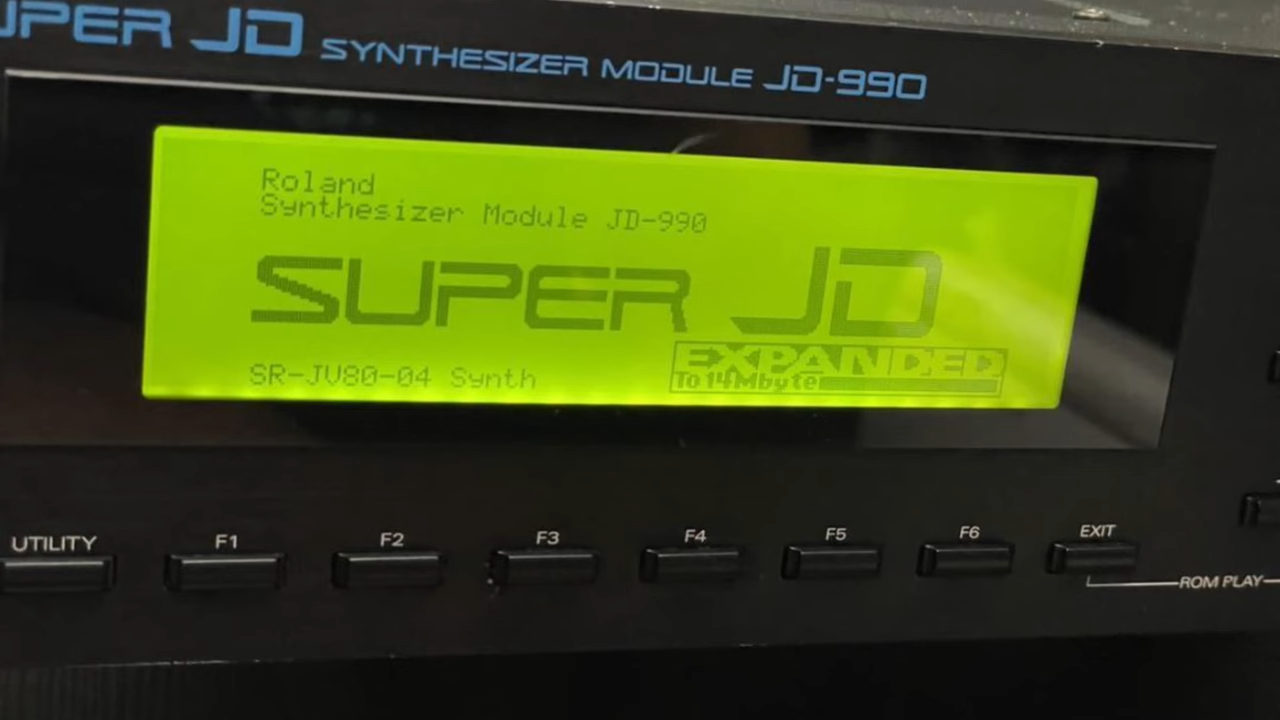 UPER JD SYNTHESIZER MODULE JD-990
Roland
Synthesizer Module JD-990
SUPER JD
EXPANDED
SR-JV80-04 Synth
To 14Mbyte
UTILITY F1 F2 F3 F4 F5 F6 EXIT
ROM PLAY